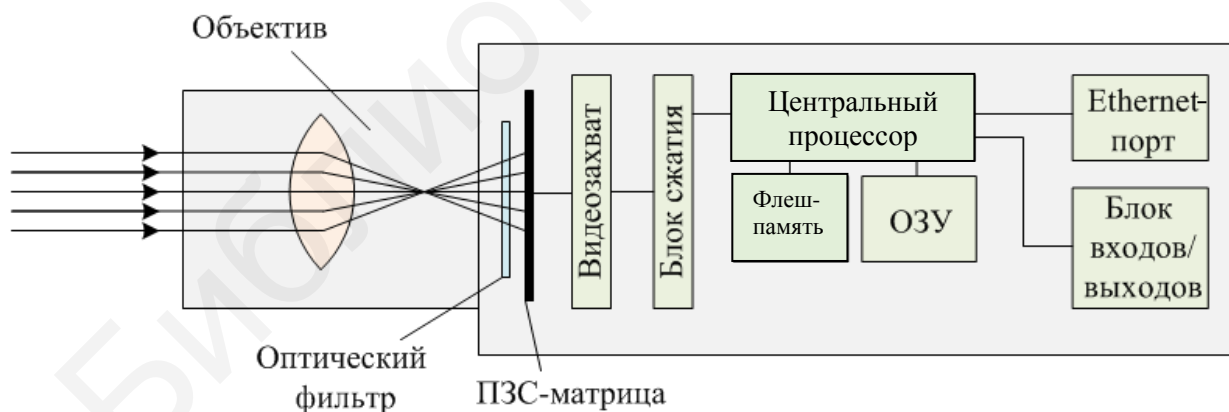 Объектив
Видеозахват
Блок сжатия
Центральный
процессор
Флеш-
память
ОЗУ
Ethernet-
порт
Блок
входов/
выходов
Оптический
фильтр
ПЗС-матрица